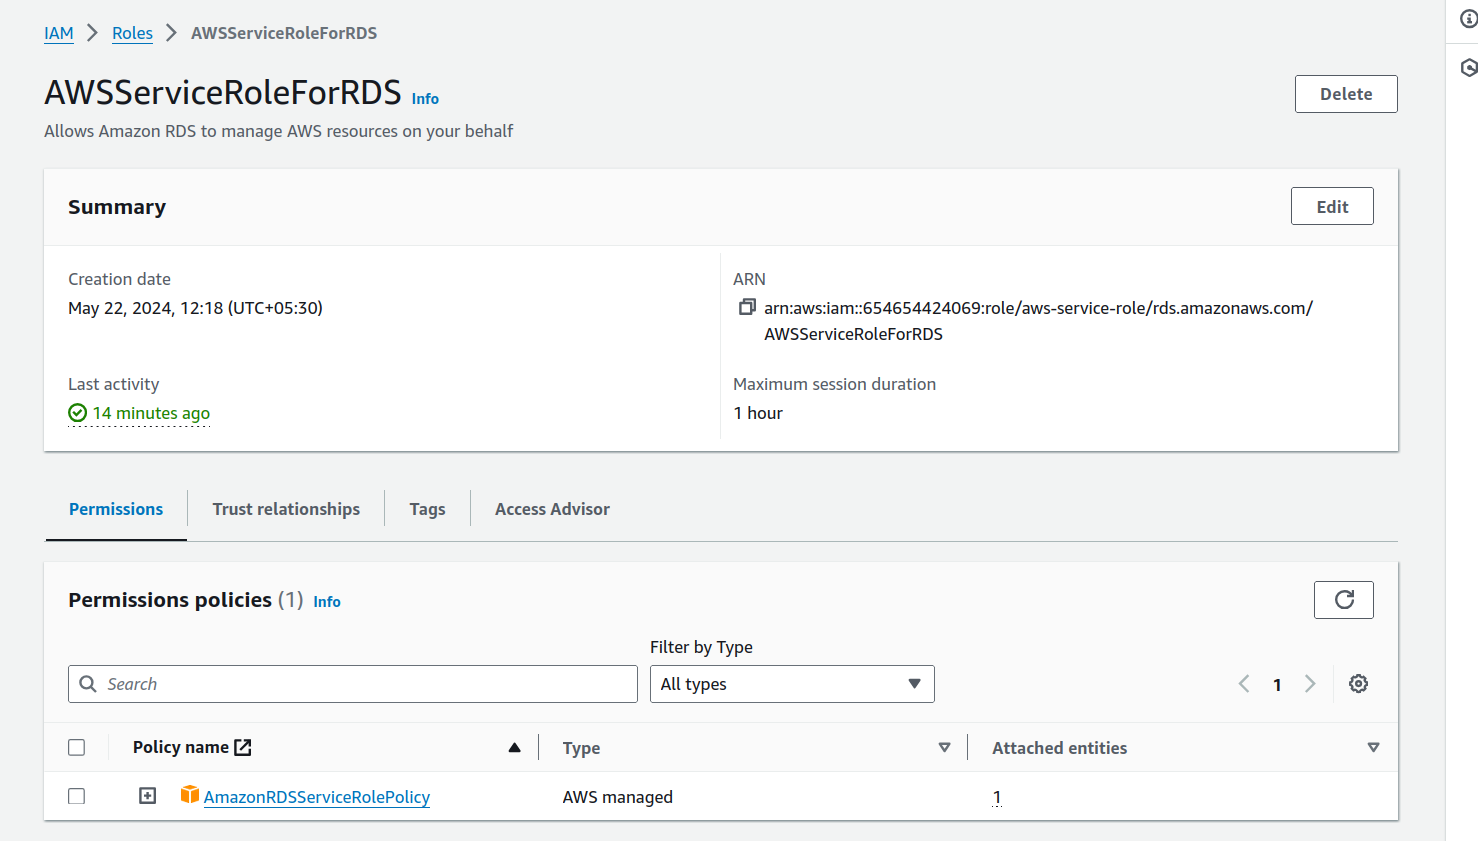 IAM > Roles > AWSServiceRoleForRDS
AWSServiceRoleForRDS Info
Delete
Allows Amazon RDS to manage AWS resources on your behalf
Summary
Edit
Creation date
May 22, 2024, 12:18 (UTC+05:30)
ARN
arn:aws:iam::654654424069:role/aws-service-role/rds.amazonaws.com/
AWSServiceRoleForRDS
Last activity
14 minutes ago
Maximum session duration
1 hour
Permissions Trust relationships Tags Access Advisor
Permissions policies (1) Info
Filter by Type
Search
All types
1
Policy name Type Attached entities
AmazonRDSServiceRolePolicy AWS managed 1